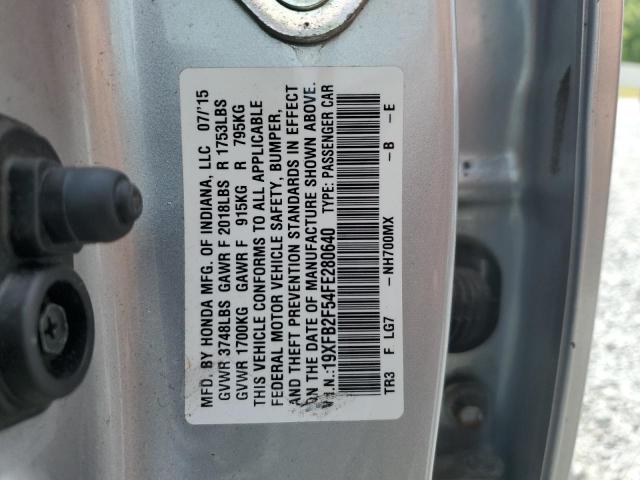 MFD. BY HONDA MFG. OF INDIANA, LLC 07/'15
GVWR 3748LBS GAWR F 2018LBS R 1753LBS
GVWR 1700KG GAWR F 915KG R 795KG
THIS VEHICLE CONFORMS TO ALL APPLICABLE
FEDERAL MOTOR VEHICLE SAFETY, BUMPER,
AND THEFT PREVENTION STANDARDS IN EFFECT
ON THE DATE OF MANUFACTURE SHOWN ABOVE.
V.I.N.:19XFB2F54FE280640 TYPE: PASSENGER CAR
TR3 F LG7 -NH700MX -B -E